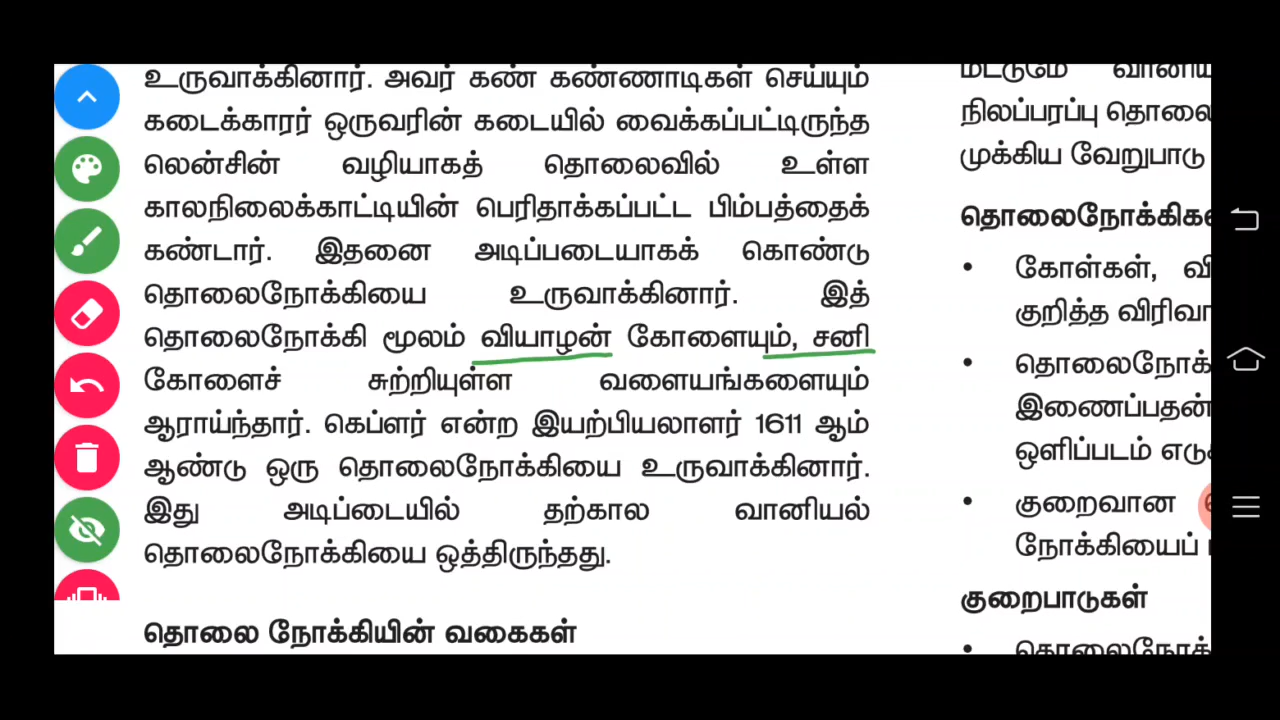 உருவாக்கினார். அவர் கண் கண்ணாடிகள் செய்யும்
கடைக்காரர் ஒருவரின் கடையில் வைக்கப்பட்டிருந்த
லென்சின் வழியாகத் தொலைவில் உள்ள
காலநிலைக்காட்டியின் பெரிதாக்கப்பட்ட பிம்பத்தைக்
கண்டார். இதனை அடிப்படையாகக் கொண்டு
தொலைநோக்கியை உருவாக்கினார். இத்
தொலைநோக்கி மூலம் வியாழன் கோளையும், சனி
கோளைச் சுற்றியுள்ள வளையங்களையும்
ஆராய்ந்தார். கெப்ளர் என்ற இயற்பியலாளர் 1611 ஆம்
ஆண்டு ஒரு தொலைநோக்கியை உருவாக்கினார்.
இது அடிப்டையில் தற்கால வானியல்
தொலைநோக்கியை ஒத்திருந்தது.
தொலை நோக்கியின் வகைகள்
மட்டுமே வானிய
நிலப்பரப்பு தொலை
முக்கிய வேறுபாடு
தொலைநோக்கிக
• கோள்கள், வி
குறித்த விரிவா
• தொலைநோக்
இணைப்பதன்
ஒளிப்படம் எடு
• குறைவான
நோக்கியைப்
குறைபாடுகள்
• தொலைநோக்